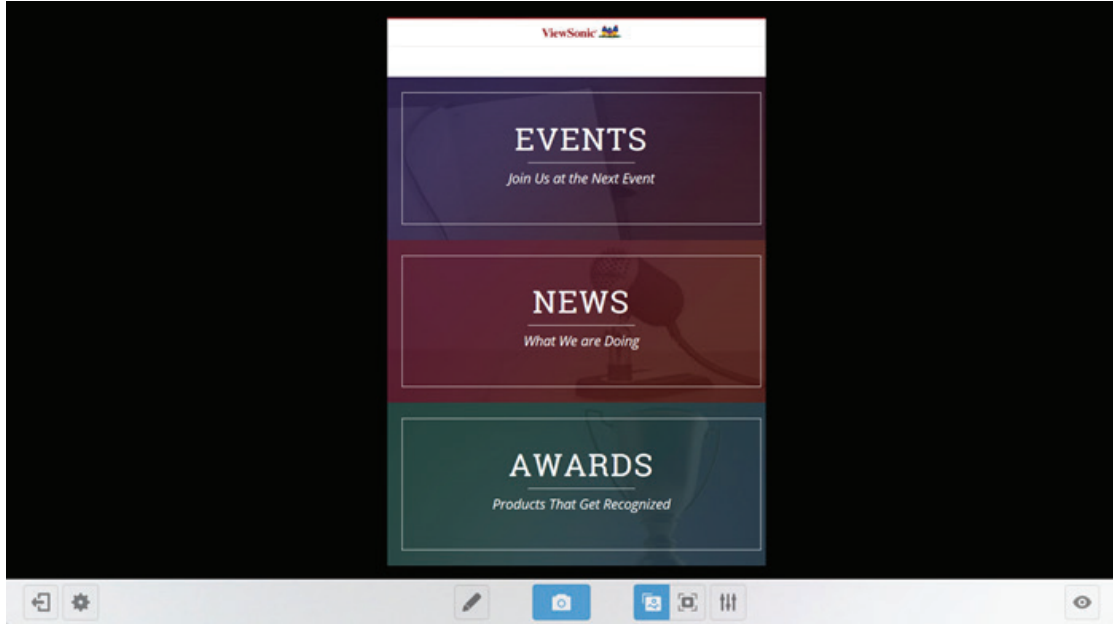 ViewSonic
EVENTS
Join Us at the Next Event
NEWS
What We are Doing
AWARDS
Products That Get Recognized